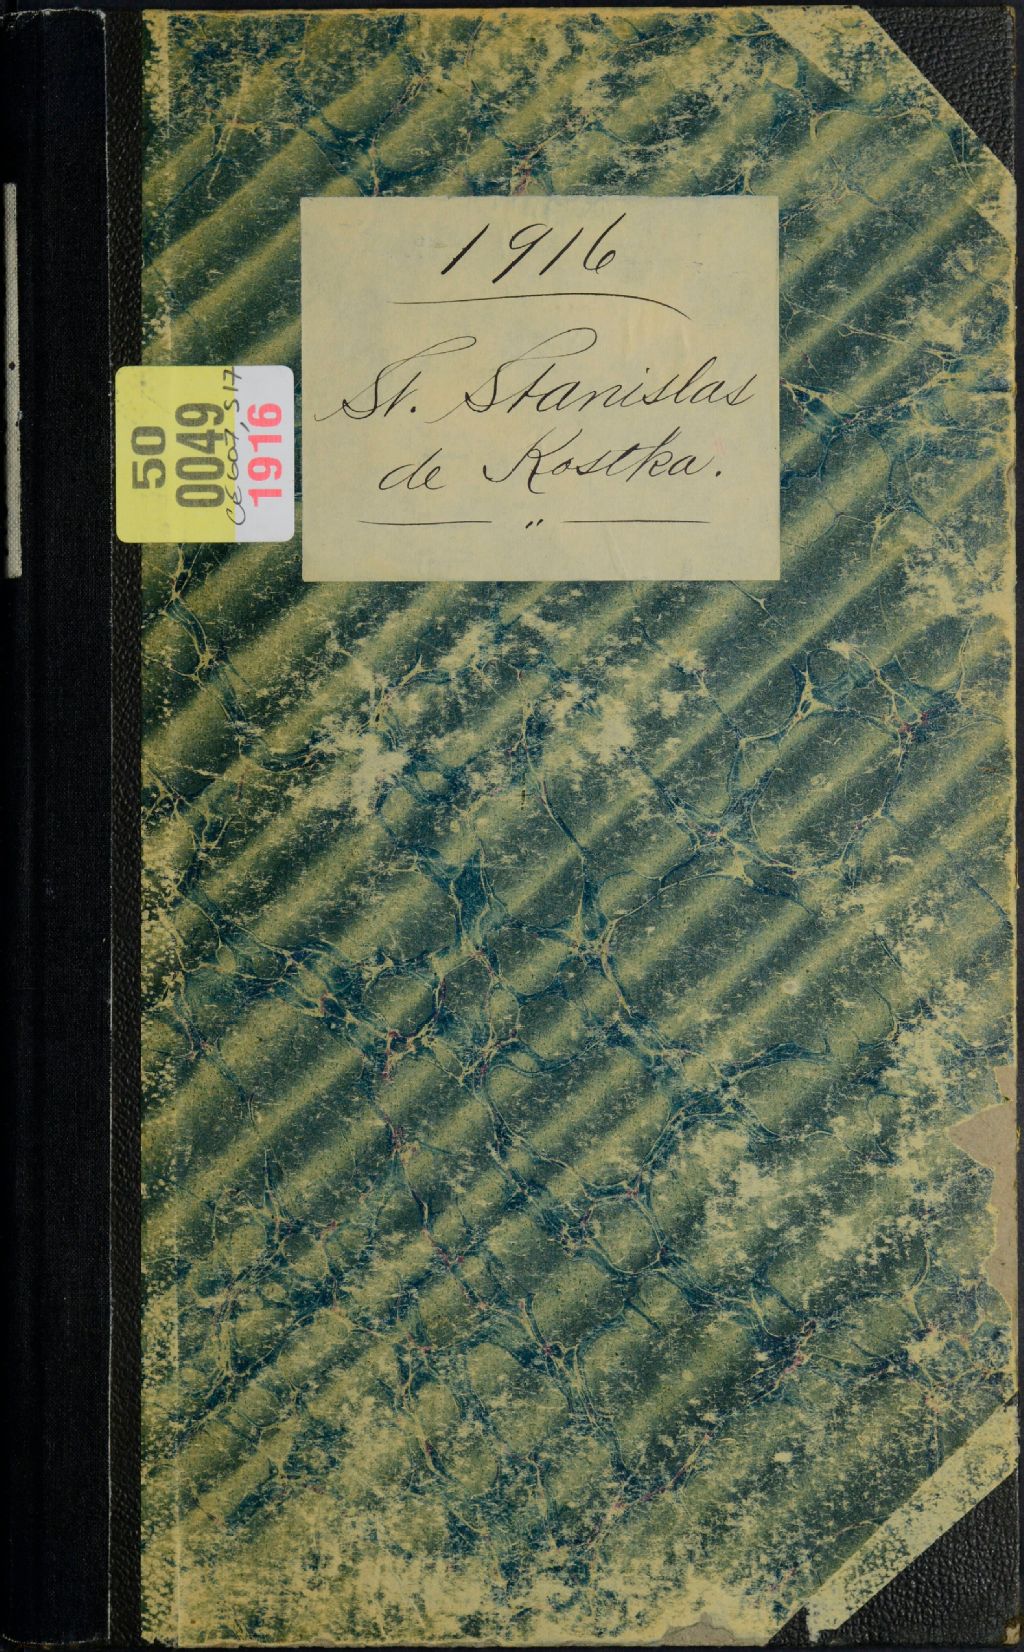 1916
St. Stanislas
de Kostka.
"
50
0049
CE607, S17
1916